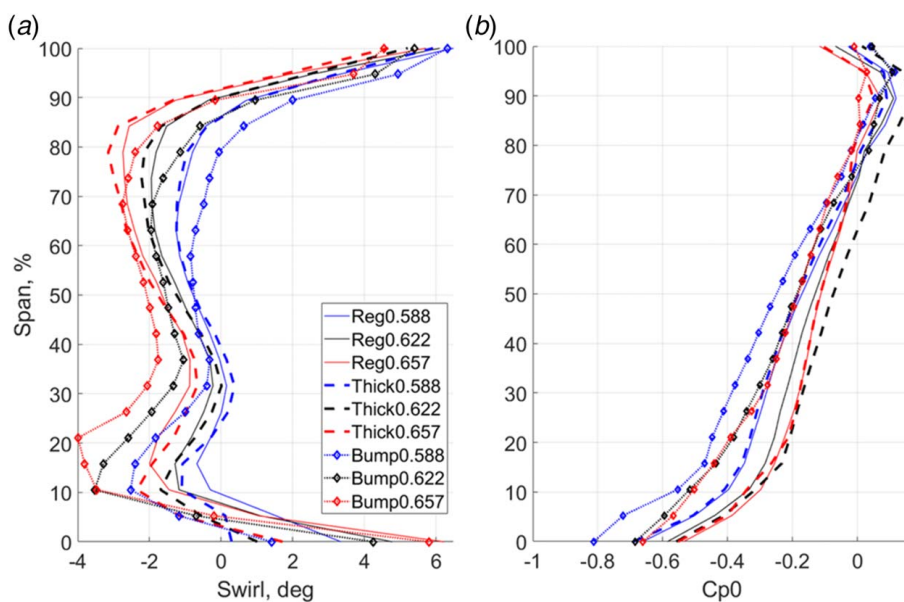 (a)
(b)
100
90
80
70
60
50
40
30
20
10
0
Span, %
-4
-2
0
2
4
6
Swirl, deg
Reg0.588
Reg0.622
Reg0.657
Thick0.588
Thick0.622
Thick0.657
Bump0.588
Bump0.622
Bump0.657
100
90
80
70
60
50
40
30
20
10
0
-1
-0.8
-0.6
-0.4
-0.2
0
Cp0